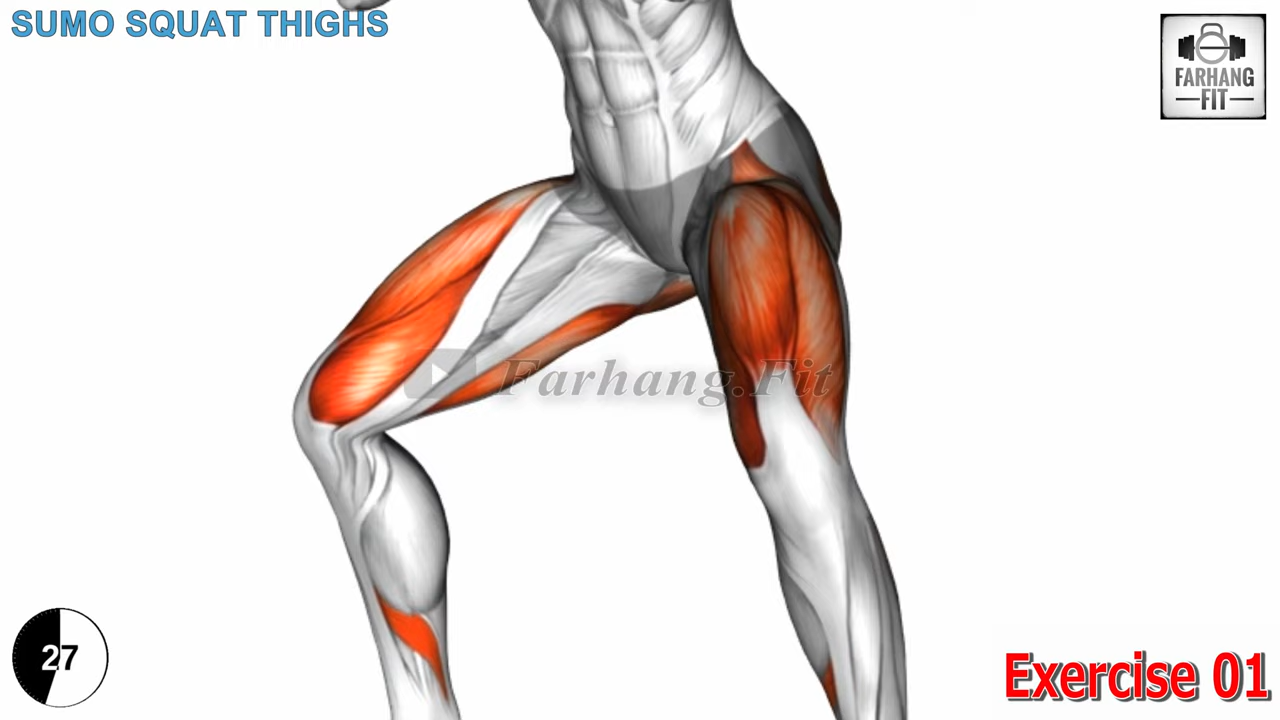 SUMO SQUAT THIGHS
FARHANG
FIT
Farhang.Fit
27
Exercise 01